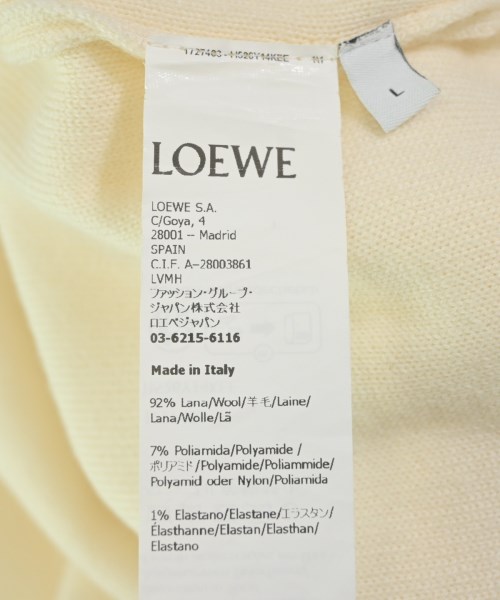 L
LOEWE
LOEWE S.A.
C/Goya, 4
28001 – Madrid
SPAIN
C.I.F. A–28003861
LVMH
ファッション・グループ・
ジャパン株式会社
ロエベジャパン
03-6215-6116
Made in Italy
92% Lana/Wool/羊毛/Laine/
Lana/Wolle/Lã
7% Poliamida/Polyamide /
ポリアミド/Polyamide/Poliammide/
Polyamid oder Nylon/Poliamida
1% Elastano/Elastane/エラスタン/
Élasthanne/Elastan/Elasthan/
Elastano